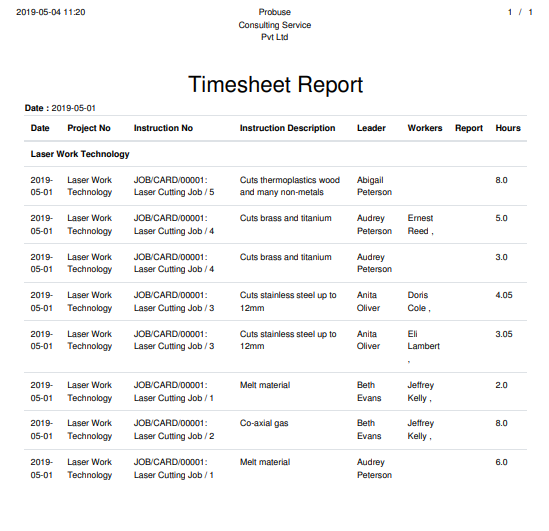 2019-05-04 11:20 Probuse 1 / 1
Consulting Service
Pvt Ltd
Timesheet Report
Date : 2019-05-01
Date Project No Instruction No Instruction Description Leader Workers Report Hours
Laser Work Technology
2019- Laser Work JOB/CARD/00001: Cuts thermoplastics wood Abigail 8.0
05-01 Technology Laser Cutting Job / 5 and many non-metals Peterson
2019- Laser Work JOB/CARD/00001: Cuts brass and titanium Audrey Ernest 5.0
05-01 Technology Laser Cutting Job / 4 Peterson Reed ,
2019- Laser Work JOB/CARD/00001: Cuts brass and titanium Audrey 3.0
05-01 Technology Laser Cutting Job / 4 Peterson
2019- Laser Work JOB/CARD/00001: Cuts stainless steel up to Anita Doris 4.05
05-01 Technology Laser Cutting Job / 3 12mm Oliver Cole ,
2019- Laser Work JOB/CARD/00001: Cuts stainless steel up to Anita Eli 3.05
05-01 Technology Laser Cutting Job / 3 12mm Oliver Lambert
,
2019- Laser Work JOB/CARD/00001: Melt material Beth Jeffrey 2.0
05-01 Technology Laser Cutting Job / 1 Evans Kelly ,
2019- Laser Work JOB/CARD/00001: Co-axial gas Beth Jeffrey 8.0
05-01 Technology Laser Cutting Job / 2 Evans Kelly ,
2019- Laser Work JOB/CARD/00001: Melt material Audrey 6.0
05-01 Technology Laser Cutting Job / 1 Peterson